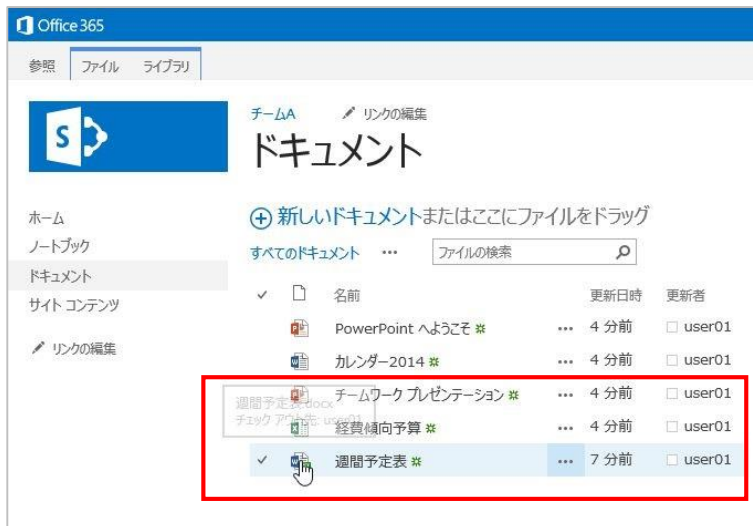 Office 365
参照 ファイル ライブラリ
チームA リンクの編集
S
ドキュメント
ホーム
ノートブック
ドキュメント
サイト コンテンツ
リンクの編集
新しいドキュメントまたはここにファイルをドラッグ
すべてのドキュメント ••• ファイルの検索
名前 更新日時 更新者
PowerPoint へようこそ ••• 4 分前 user01
カレンダー2014 ••• 4 分前 user01
チームワーク プレゼンテーション ••• 4 分前 user01
週間予定表.docx
チェック アウト先: user01
経費傾向予算 ••• 4 分前 user01
週間予定表 ••• 7 分前 user01